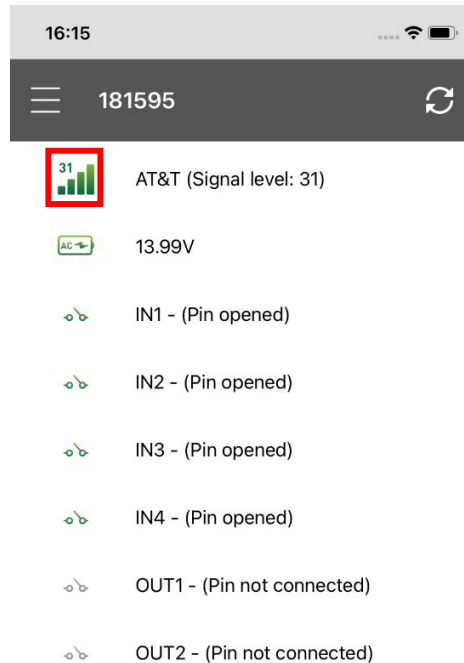 16:15
181595
31
AT&T (Signal level: 31)
AC
13.99V
IN1 - (Pin opened)
IN2 - (Pin opened)
IN3 - (Pin opened)
IN4 - (Pin opened)
OUT1 - (Pin not connected)
OUT2 - (Pin not connected)